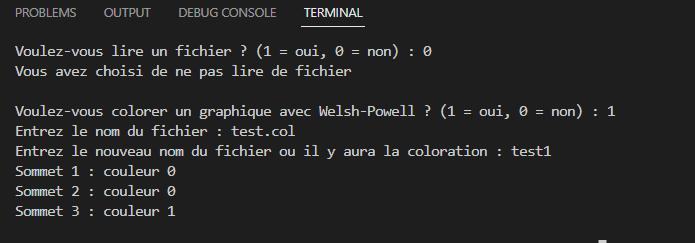 PROBLEMS OUTPUT DEBUG CONSOLE TERMINAL
Voulez-vous lire un fichier ? (1 = oui, 0 = non) : 0
Vous avez choisi de ne pas lire de fichier
Voulez-vous colorer un graphique avec Welsh-Powell ? (1 = oui, 0 = non) : 1
Entrez le nom du fichier : test.col
Entrez le nouveau nom du fichier ou il y aura la coloration : test1
Sommet 1 : couleur 0
Sommet 2 : couleur 0
Sommet 3 : couleur 1